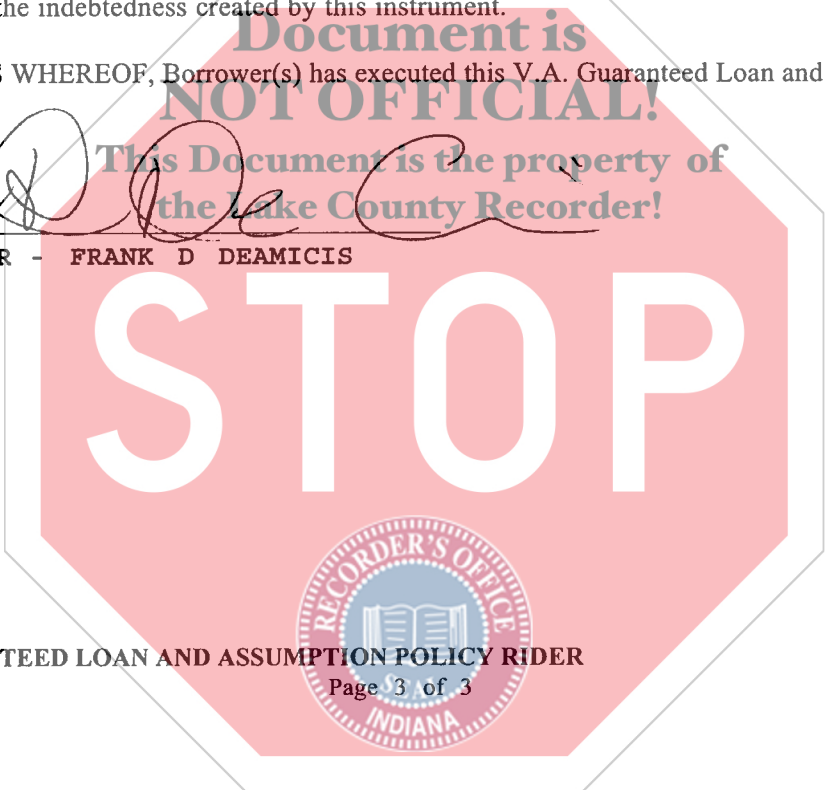 the indebtedness created by this instrument.
Document is
WHEREOF, Borrower(s) has executed this V.A. Guaranteed Loan and
NOT OFFICIAL!
This Document is the property of
the Lake County Recorder!
R - FRANK D DEAMICIS
STOP
RECORDER'S OFFICE
TEED LOAN AND ASSUMPTION POLICY RIDER
SEAL
Page 3 of 3
INDIANA